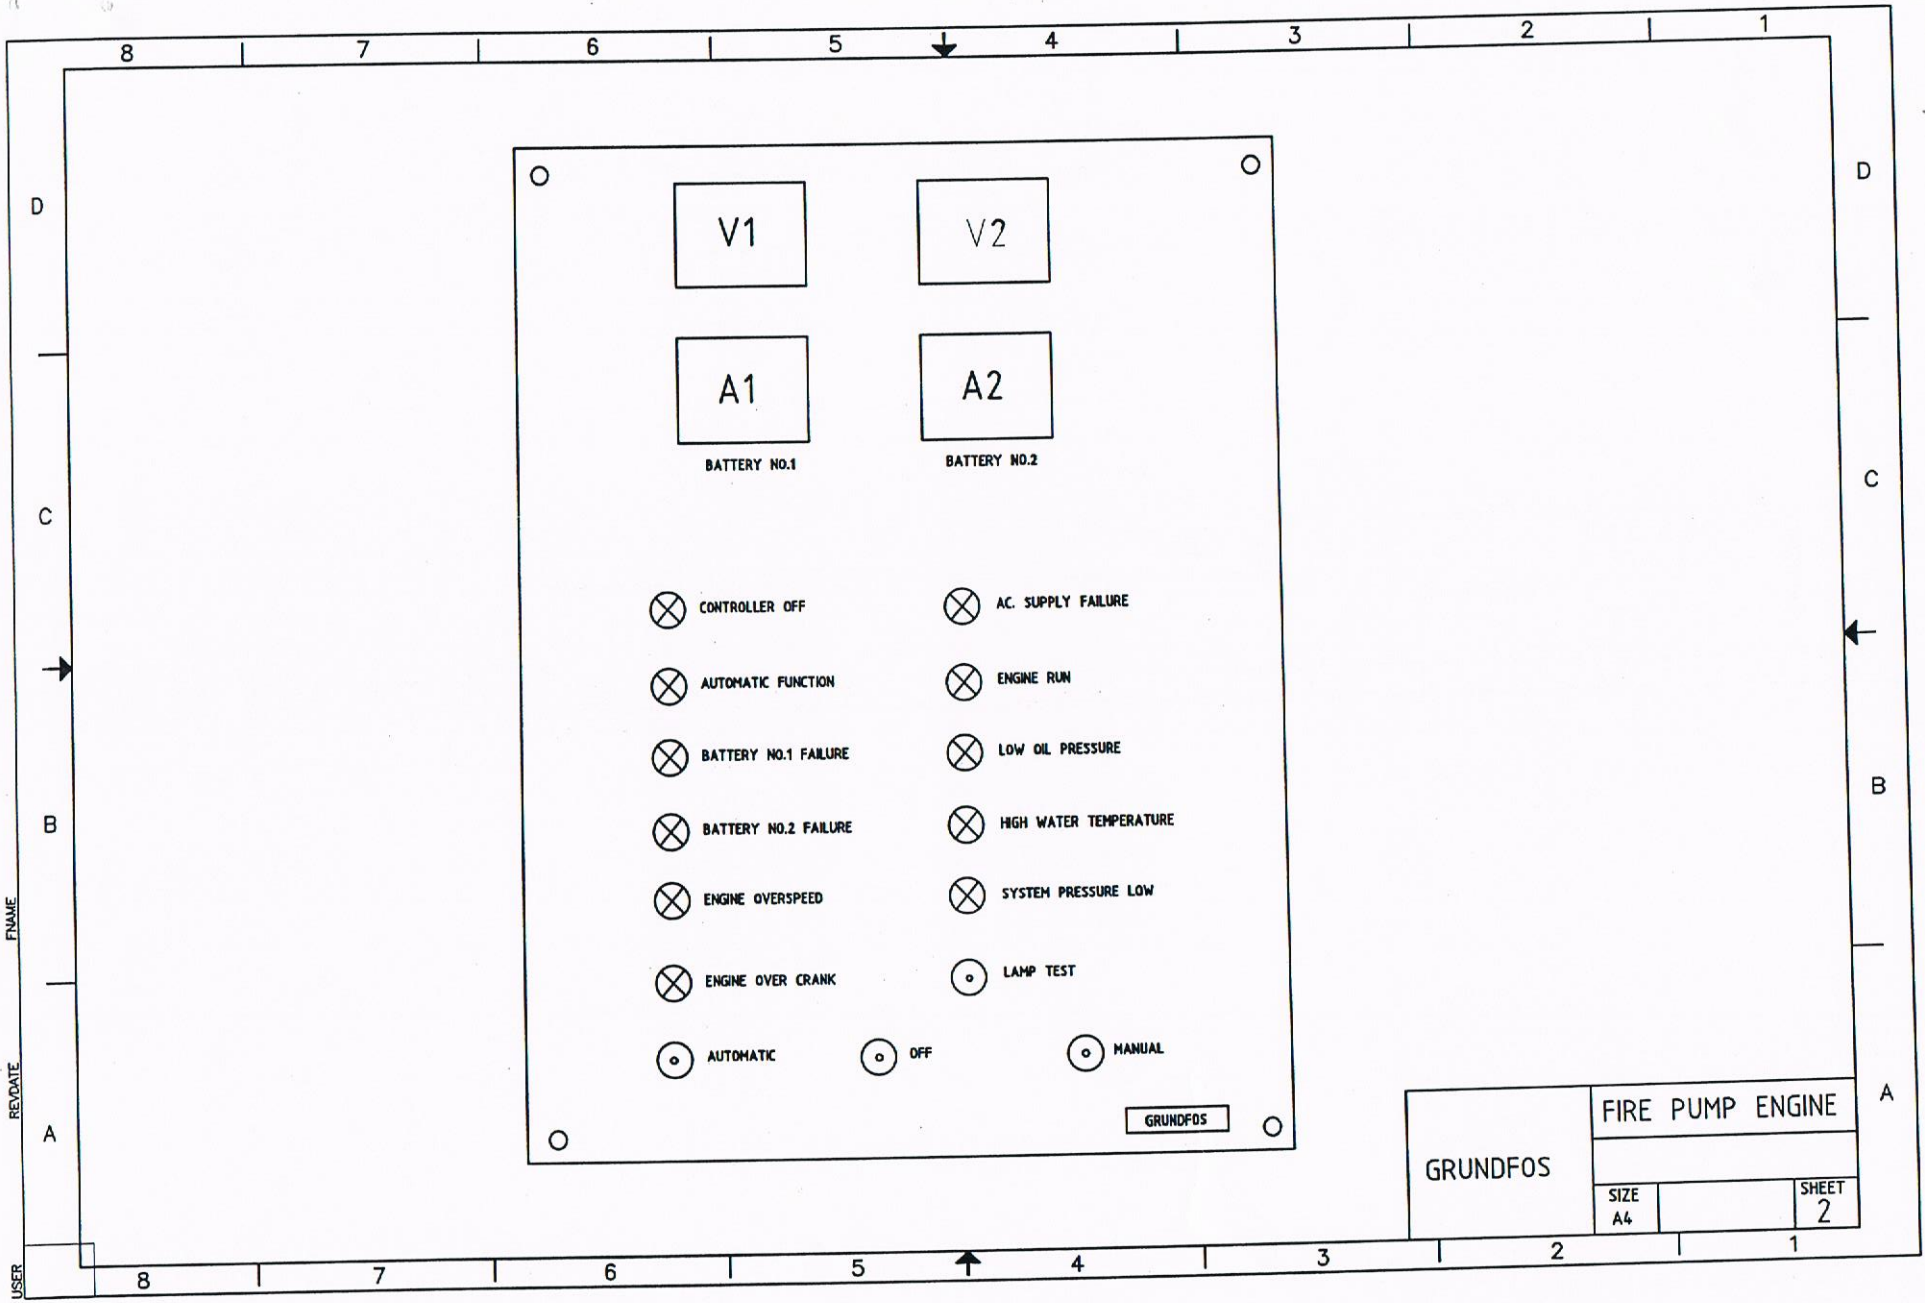 8 7 6 5 4 3 2 1
D D
V1 V2
A1 A2
BATTERY NO.1 BATTERY NO.2
C C
CONTROLLER OFF AC. SUPPLY FAILURE
AUTOMATIC FUNCTION ENGINE RUN
BATTERY NO.1 FAILURE LOW OIL PRESSURE
BATTERY NO.2 FAILURE HIGH WATER TEMPERATURE
B B
ENGINE OVERSPEED SYSTEM PRESSURE LOW
ENGINE OVER CRANK LAMP TEST
AUTOMATIC OFF MANUAL
GRUNDFOS
A A
FNAME
REVDATE
USER
GRUNDFOS
FIRE PUMP ENGINE
SIZE
A4
SHEET
2
8 7 6 5 4 3 2 1